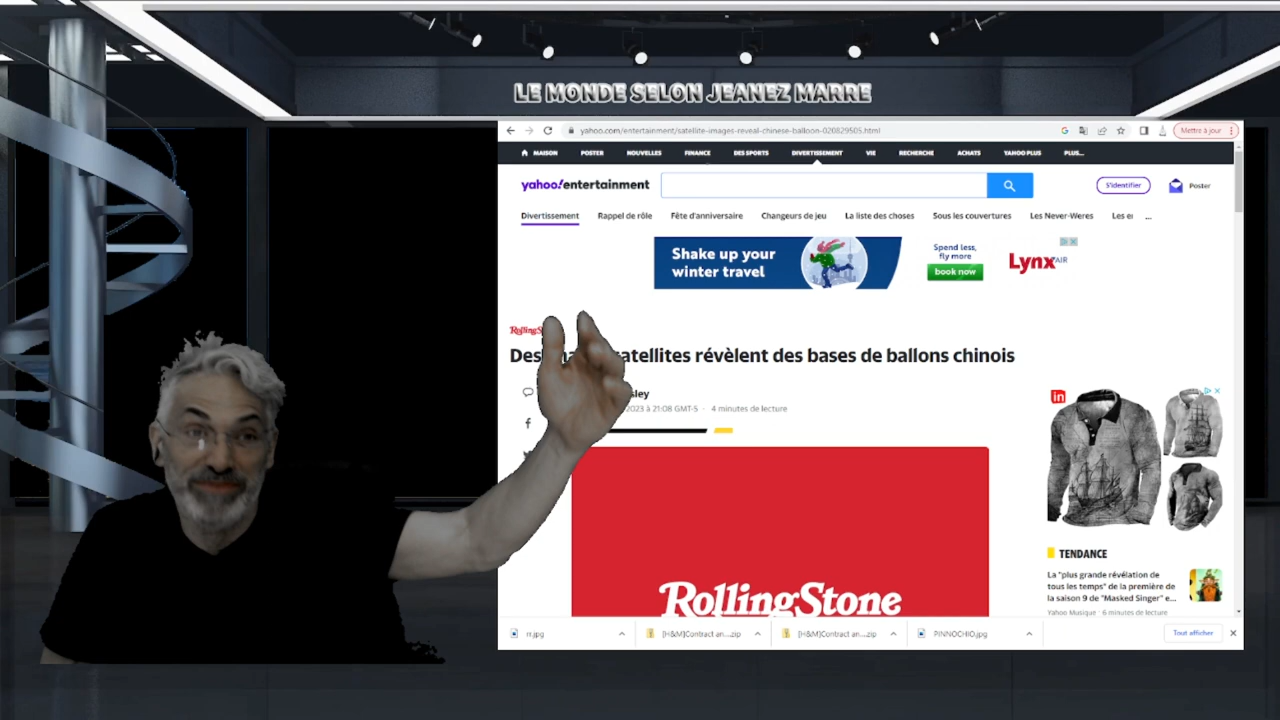 LE MONDE SELON JEANEZ MARRE
yahoo.com/entertainment/satellite-images-reveal-chinese-balloon-020829505.html
Mettre à jour
MAISON POSTER NOUVELLES FINANCE DES SPORTS DIVERTISSEMENT VIE RECHERCHE ACHATS YAHOO PLUS PLUS...
yahoo!entertainment
S'identifier
Poster
Divertissement Rappel de rôle Fête d'anniversaire Changeurs de jeu La liste des choses Sous les couvertures Les Never-Weres Les ...
Shake up your
winter travel
Spend less,
fly more
book now
Lynx AIR
satellites révèlent des bases de ballons chinois
2023 à 21:08 GMT-5 · 4 minutes de lecture
RollingStone
in
TENDANCE
La "plus grande révélation de
tous les temps" de la première de
la saison 9 de "Masked Singer" e...
Yahoo Musique · 6 minutes de lecture
rr.jpg
[H&M]Contract an....zip
[H&M]Contract an....zip
PINNOCHIO.jpg
Tout afficher